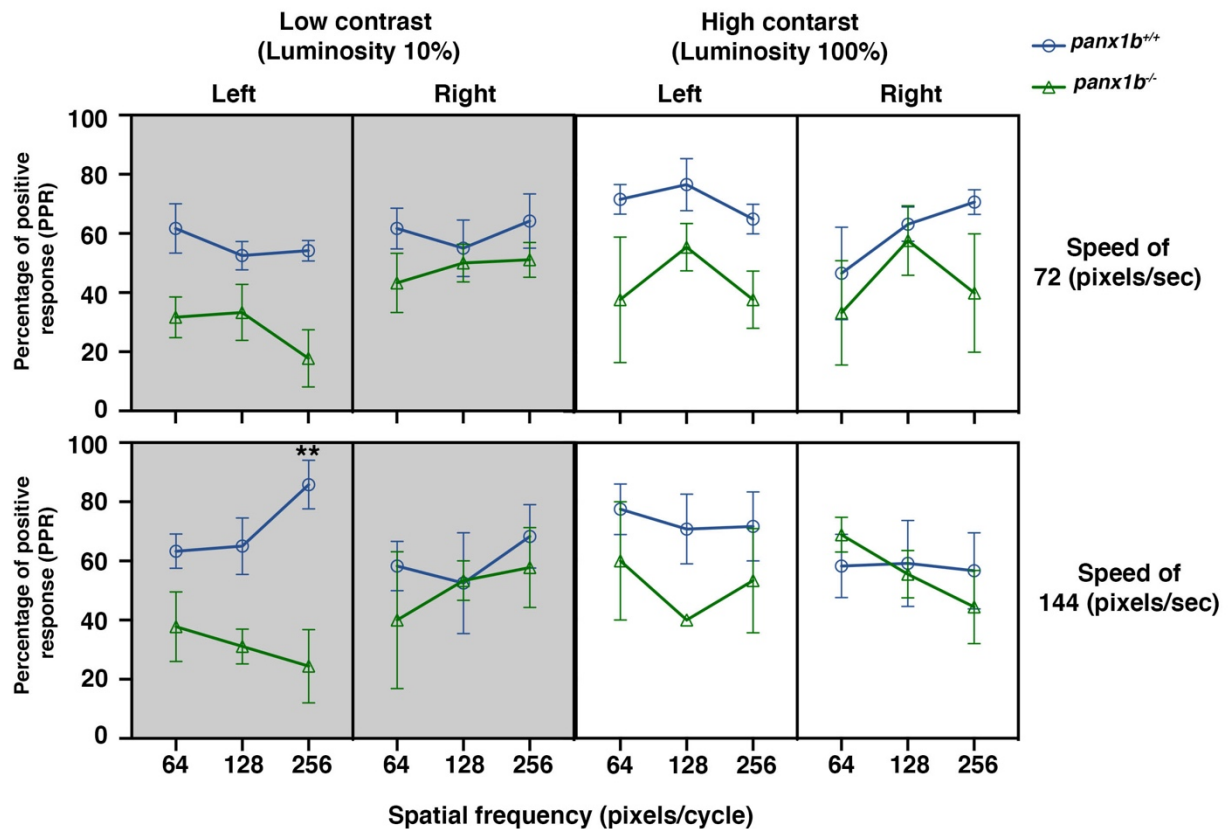 Low contrast
(Luminosity 10%)
High contarst
(Luminosity 100%)
panx1b+/+
panx1b-/-
Left
Right
Left
Right
Percentage of positive
response (PPR)
100
80
60
40
20
0
Speed of
72 (pixels/sec)
Percentage of positive
response (PPR)
100
80
60
40
20
0
**
Speed of
144 (pixels/sec)
64 128 256 64 128 256 64 128 256 64 128 256
Spatial frequency (pixels/cycle)